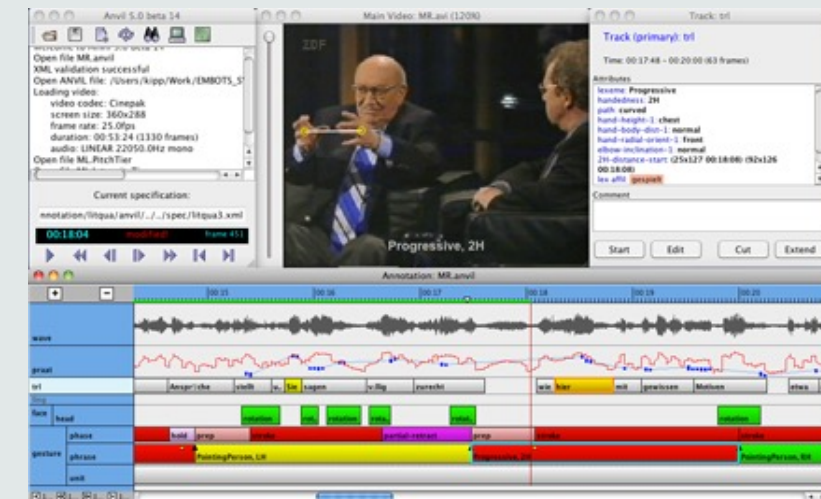 Anvil 5.0 beta 14
Open file MR.anvil
XML validation successful
Open ANVIL file: /Users/kipp/Work/EMBOTS_S
Loading video:
video codec: Cinepak
screen size: 360x288
frame rate: 25.0fps
duration: 00:53:24 (1330 frames)
audio: LINEAR 22050.0Hz mono
Open file ML.PitchTier
Current specification:
nnotation/litqua/anvil/../../spec/litqua3.xml
00:18:04 modified! frame 451
Main Video: MR.avi (120%)
ZDF
Progressive, 2H
Track: trl
Track (primary): trl
Time: 00:17:48 - 00:20:00 (63 frames)
Attributes
lexeme: Progressive
handedness: 2H
path: curved
hand-height-1: chest
hand-body-dist-1: normal
hand-radial-orient-1: front
elbow-inclination-1: normal
2H-distance-start: (25x127 00:18:08) (92x126
00:18:08)
lex affil gespielt
Comment
Start Edit Cut Extend
Annotation: MR.anvil
+ -
00:15 00:16 00:17 00:18 00:19 00:20
wave
praat
trl Ansprüche stellt u. Sie sagen völlig zurecht wie hier mit gewissen Motiven etwas
face head rotation rot. rotation rota. rotat. rotation
gesture phase hold prep stroke partial-retract prep stroke stroke
phrase PointingPerson, LH Progressive, 2H PointingPerson, RH
unit